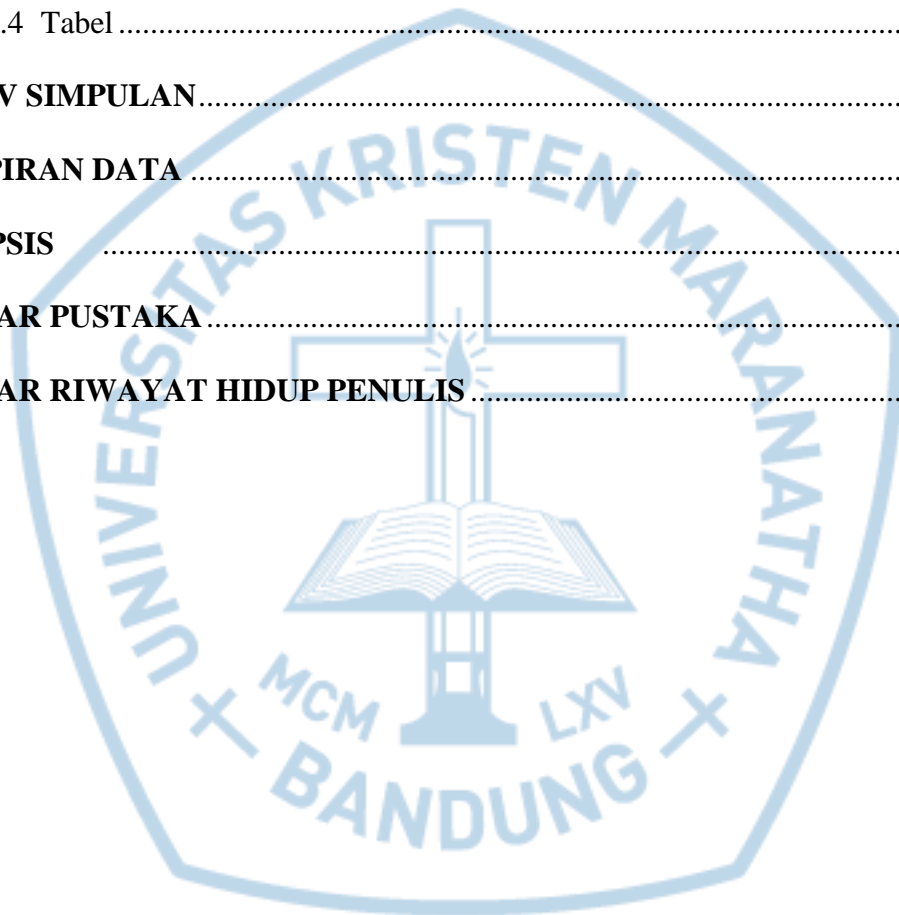 .4 Tabel ..........................................................................................
V SIMPULAN ..........................................................................................
PIRAN DATA ..........................................................................................
PSIS ..........................................................................................
AR PUSTAKA ..........................................................................................
AR RIWAYAT HIDUP PENULIS ..........................................................................................
UNIVERSITAS KRISTEN MARANATHA
MCM LXV
BANDUNG